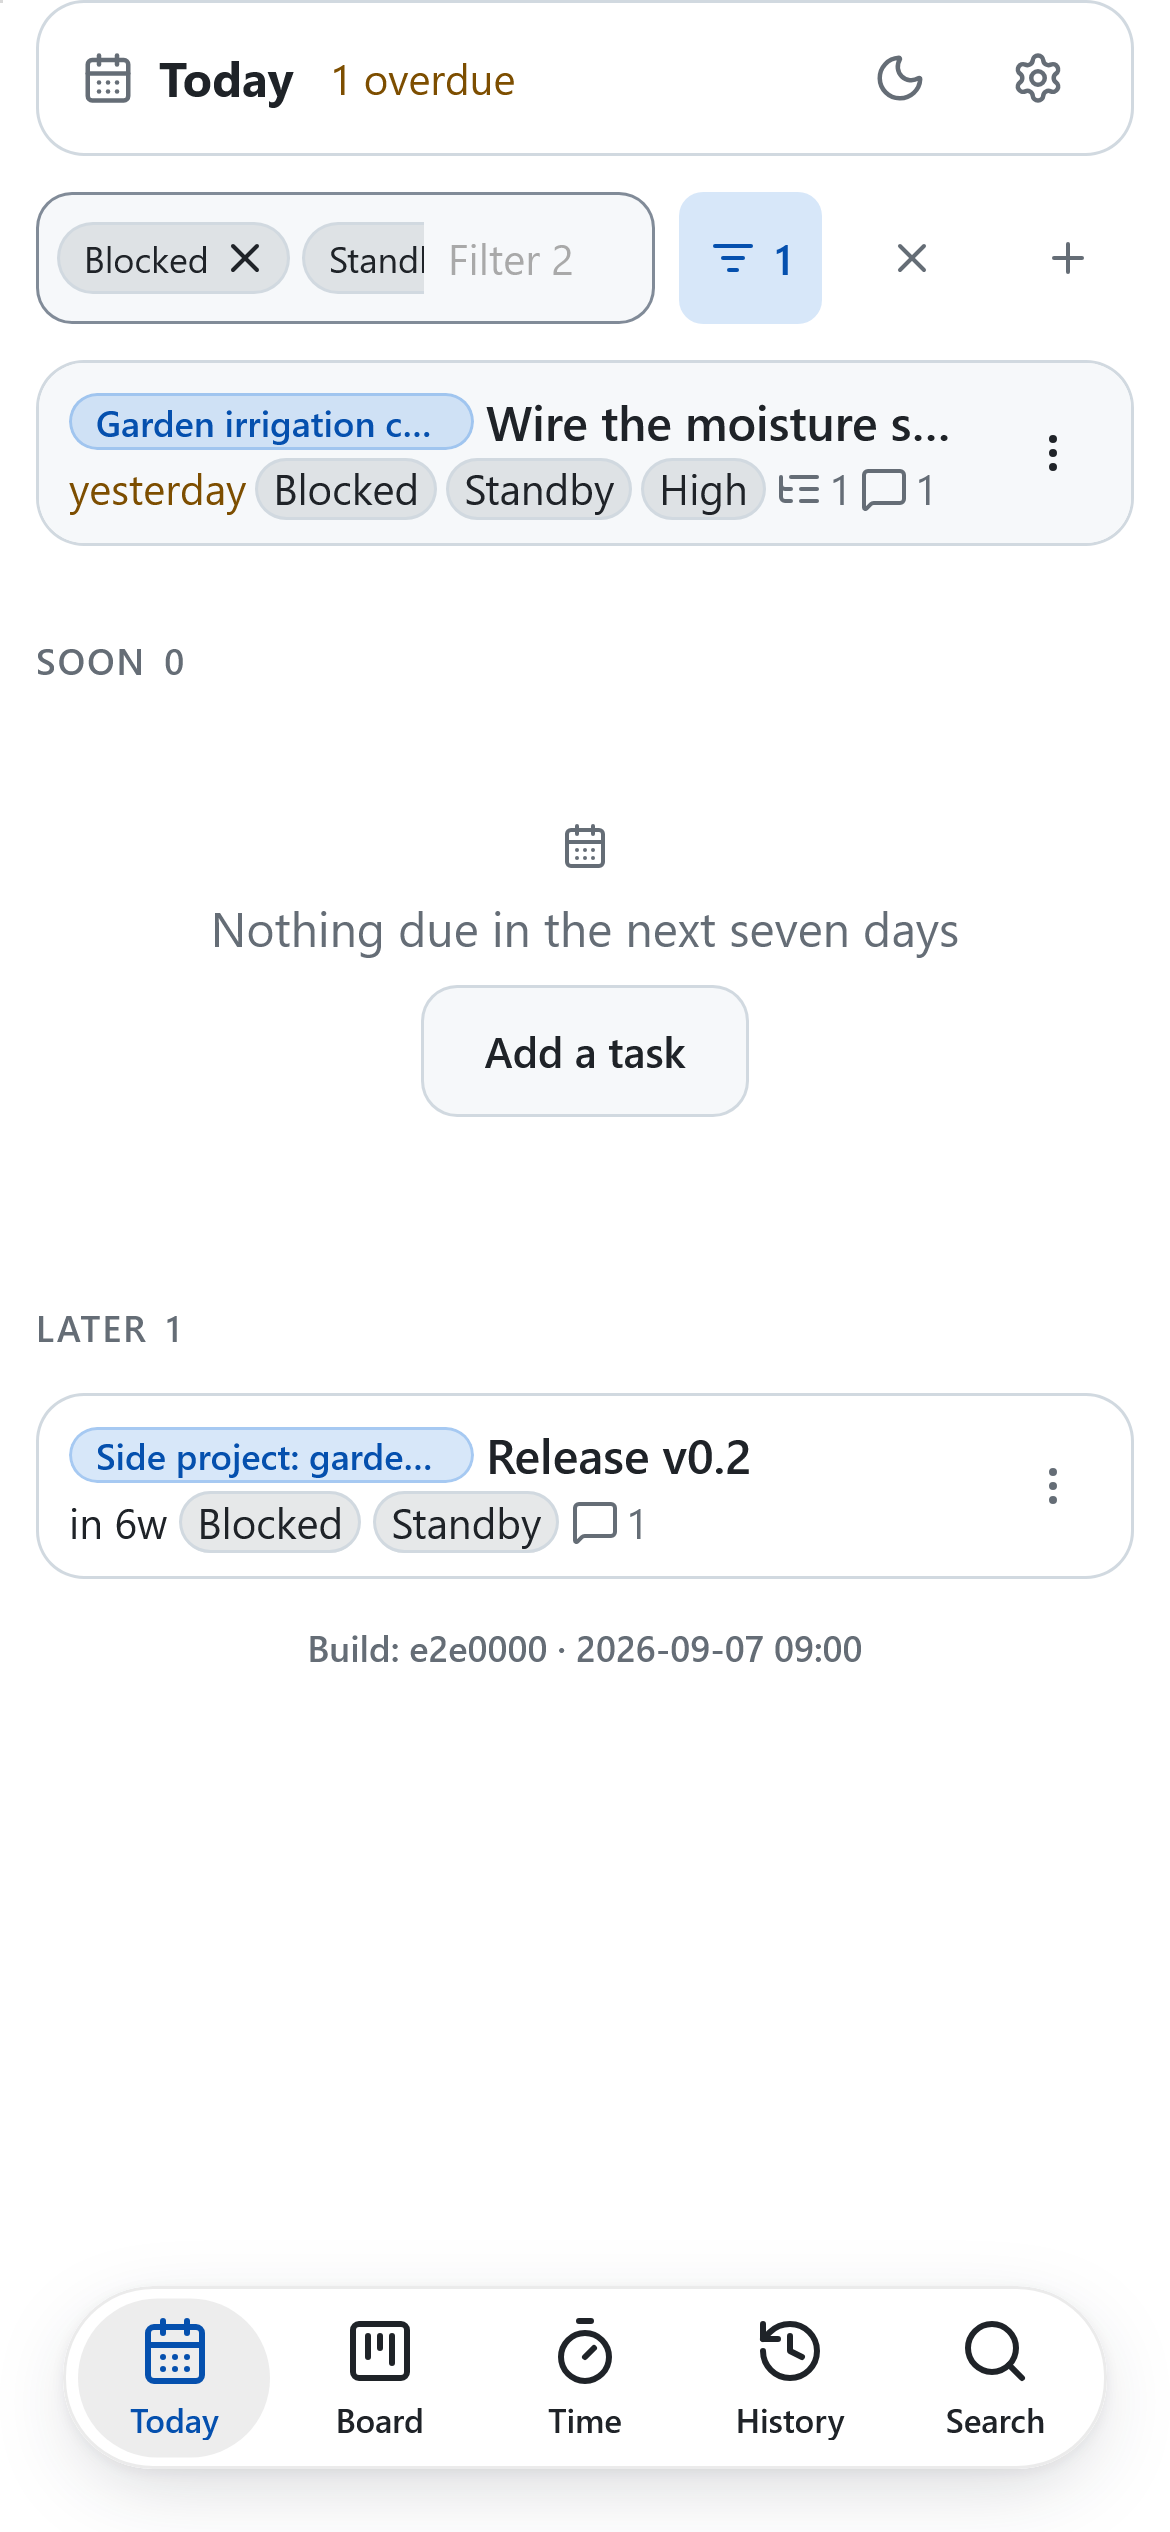 Today 1 overdue
Blocked Stand Filter 2 1
Garden irrigation c... Wire the moisture s...
yesterday Blocked Standby High 1 1
SOON 0
Nothing due in the next seven days
Add a task
LATER 1
Side project: garde... Release v0.2
in 6w Blocked Standby 1
Build: e2e0000 · 2026-09-07 09:00
Today Board Time History Search